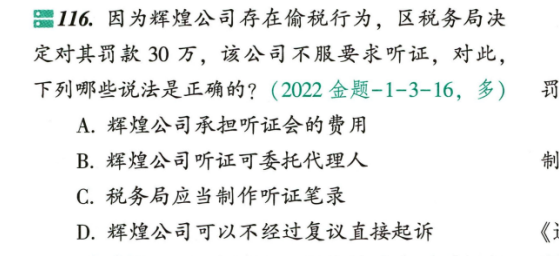 116. 因为辉煌公司存在偷税行为，区税务局决
定对其罚款 30 万，该公司不服要求听证，对此，
下列哪些说法是正确的？（2022 金题-1-3-16，多）
罚
A. 辉煌公司承担听证会的费用
B. 辉煌公司听证可委托代理人
制
C. 税务局应当制作听证笔录
D. 辉煌公司可以不经过复议直接起诉